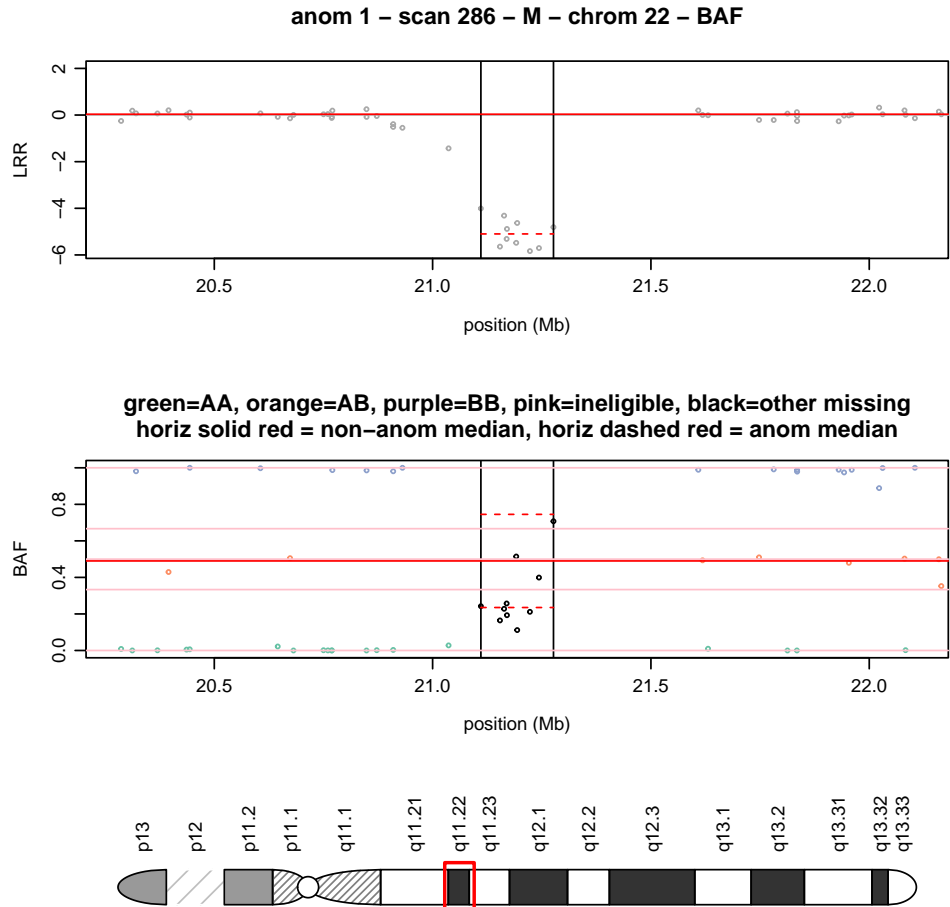 anom 1 − scan 286 − M − chrom 22 − BAF
2
0
−2
−4
−6
LRR
20.5 21.0 21.5 22.0
position (Mb)
green=AA, orange=AB, purple=BB, pink=ineligible, black=other missing
horiz solid red = non−anom median, horiz dashed red = anom median
0.8
0.4
0.0
BAF
20.5 21.0 21.5 22.0
position (Mb)
p13 p12 p11.2 p11.1 q11.1 q11.21 q11.22 q11.23 q12.1 q12.2 q12.3 q13.1 q13.2 q13.31 q13.32 q13.33